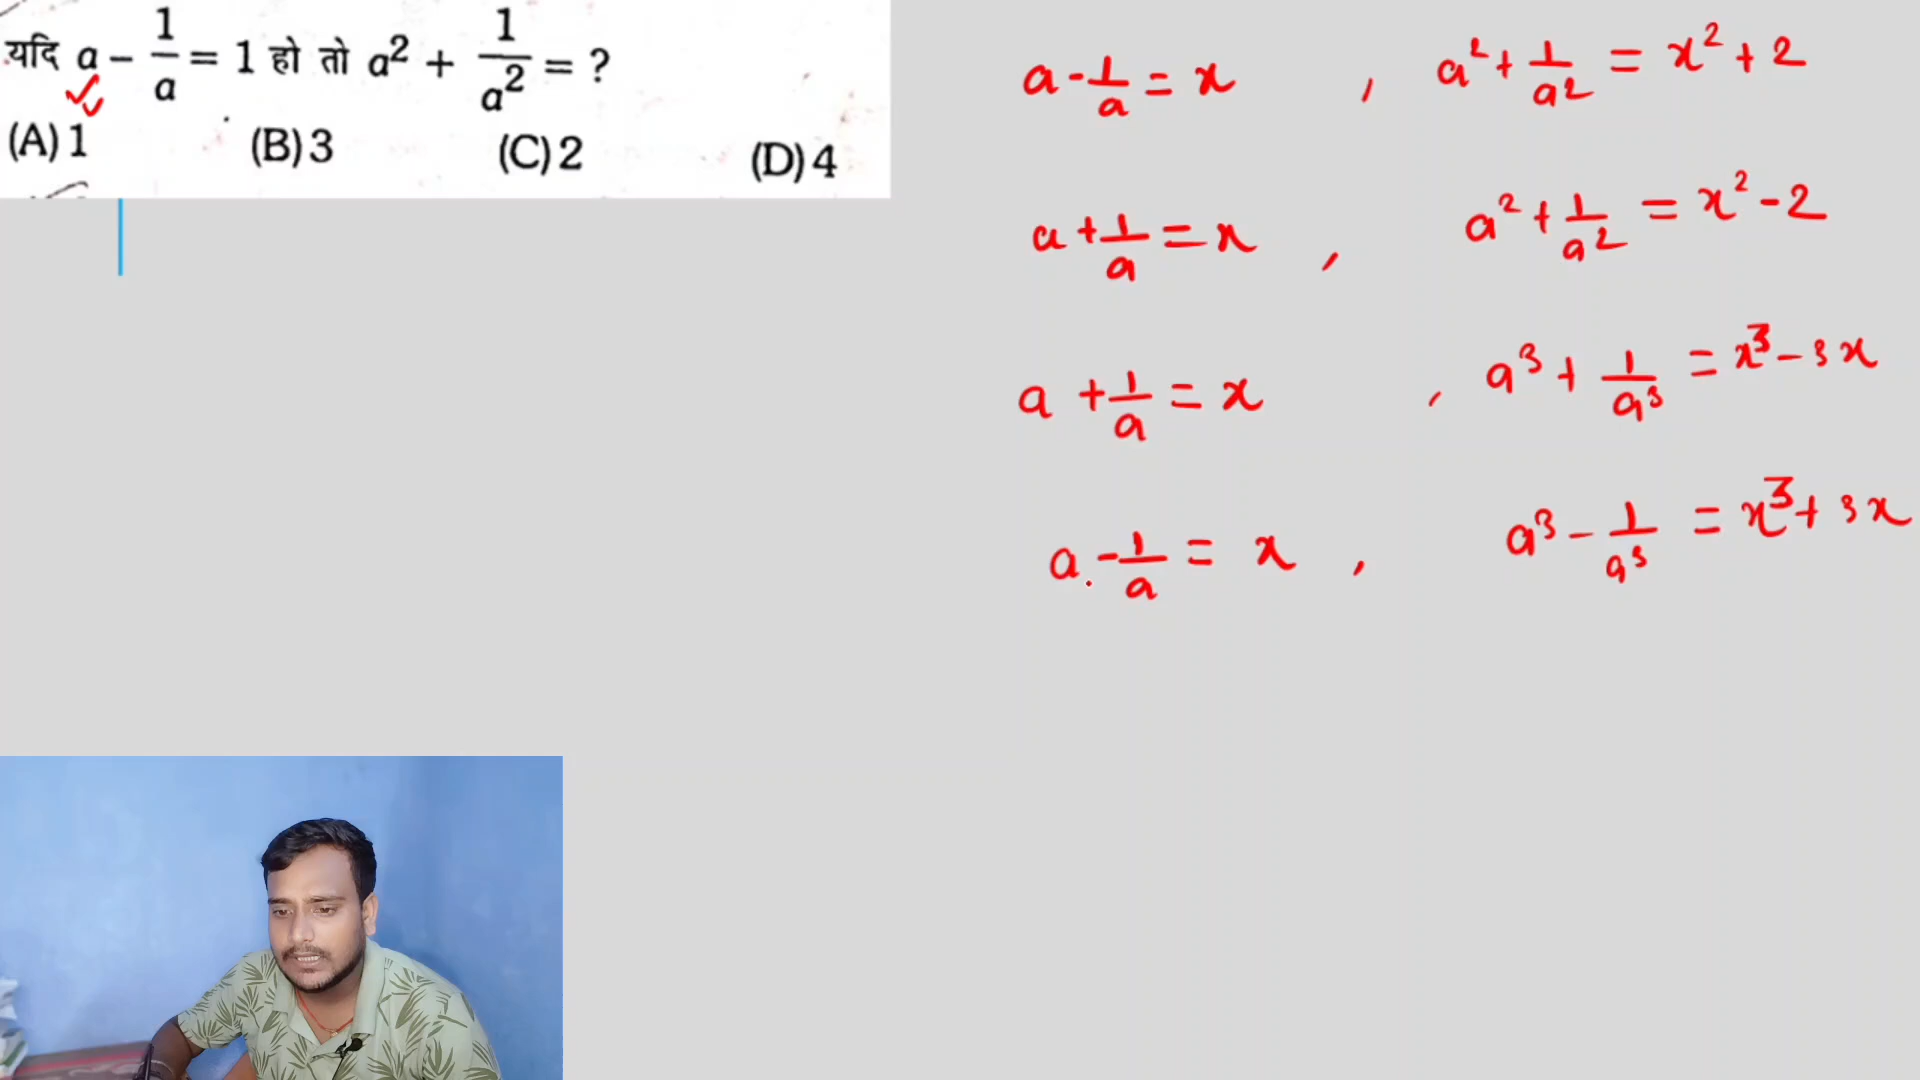 यदि a − 1/a = 1 हो तो a² + 1/a² = ?
(A) 1 (B) 3 (C) 2 (D) 4
a - 1/a = x , a² + 1/a² = x² + 2
a + 1/a = x , a² + 1/a² = x² - 2
a + 1/a = x , a³ + 1/a³ = x³ - 3x
a - 1/a = x , a³ - 1/a³ = x³ + 3x